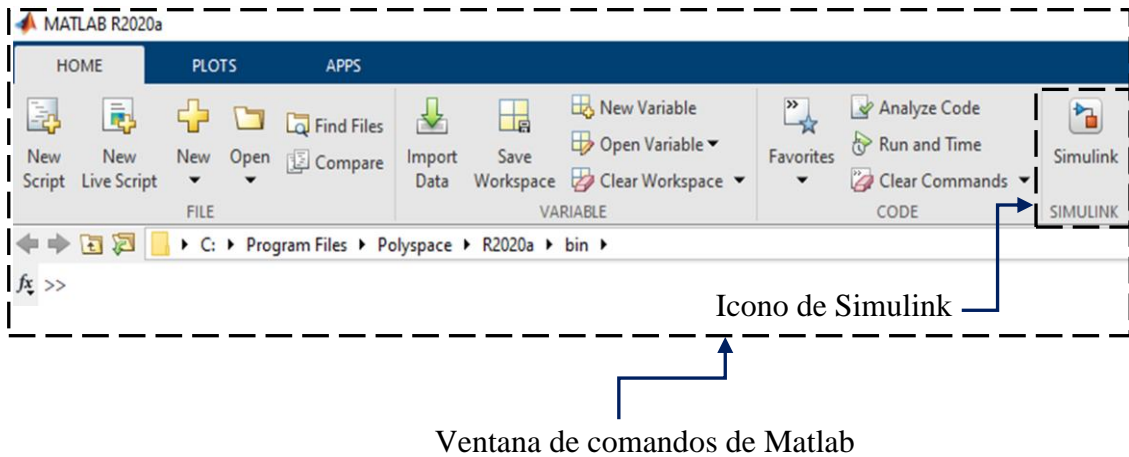 MATLAB R2020a
HOME PLOTS APPS
New Script
New Live Script
New
Open
Find Files
Compare
FILE
Import Data
Save Workspace
New Variable
Open Variable
Clear Workspace
VARIABLE
Favorites
Analyze Code
Run and Time
Clear Commands
CODE
Simulink
SIMULINK
C: Program Files Polyspace R2020a bin
fx >>
Icono de Simulink
Ventana de comandos de Matlab